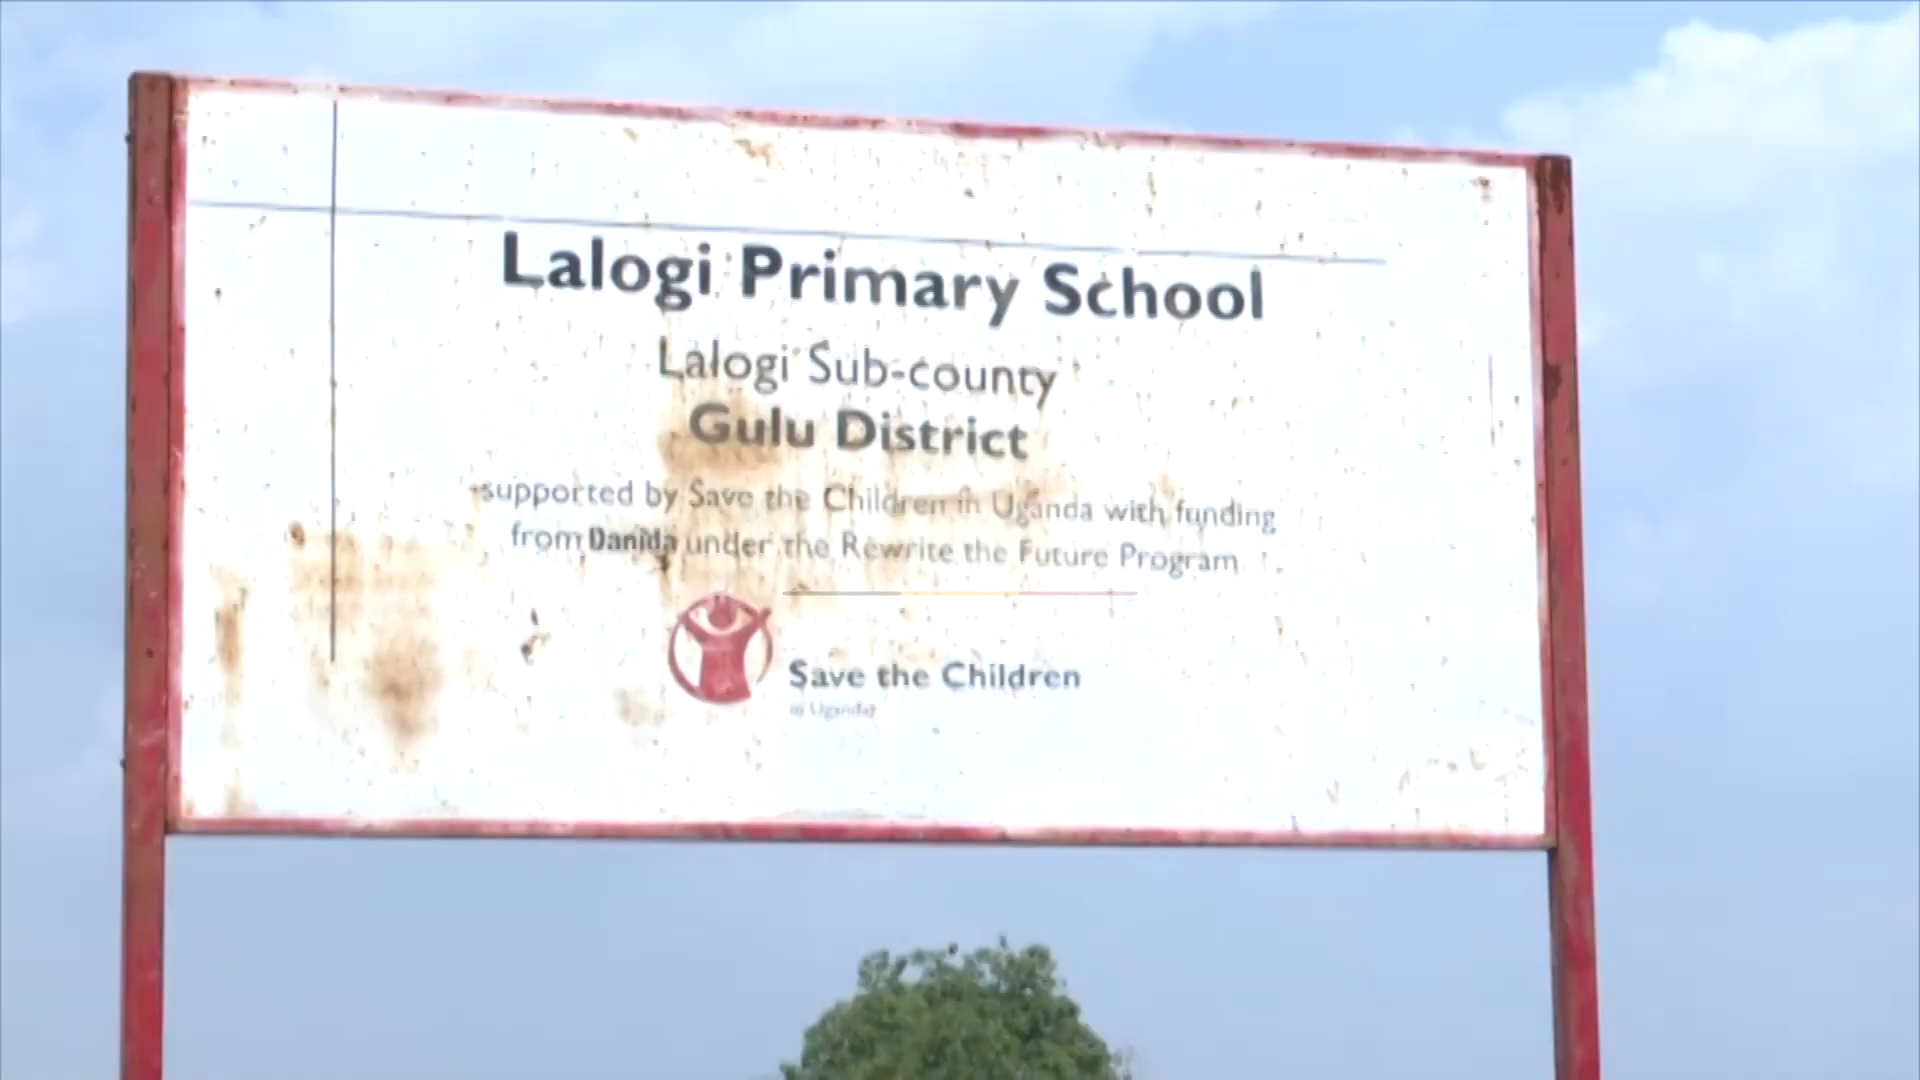 Lalogi Primary School
Lalogi Sub-county
Gulu District
supported by Save the Children in Uganda with funding
from Danida under the Rewrite the Future Program
Save the Children
in Uganda